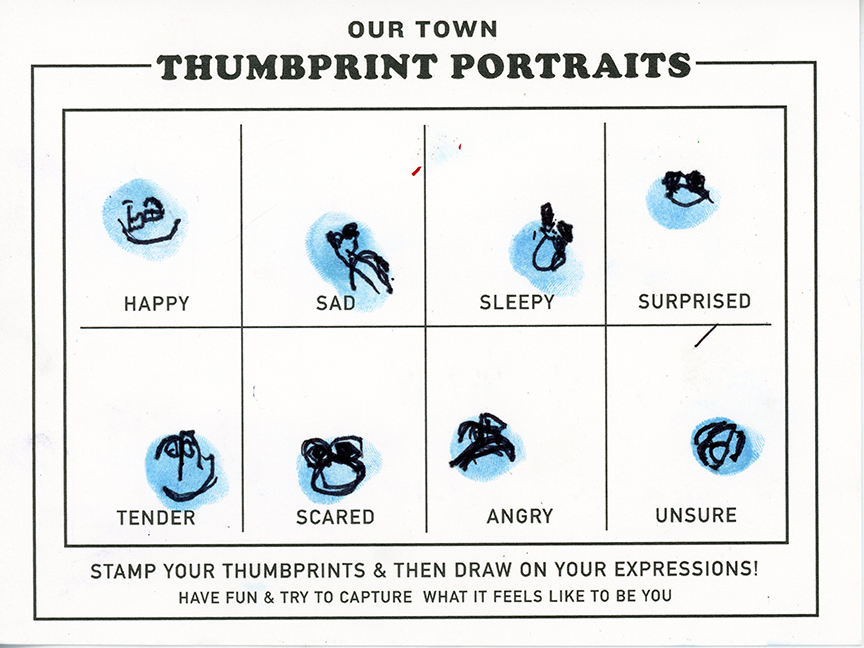 OUR TOWN
THUMBPRINT PORTRAITS
HAPPY
SAD
SLEEPY
SURPRISED
TENDER
SCARED
ANGRY
UNSURE
STAMP YOUR THUMBPRINTS & THEN DRAW ON YOUR EXPRESSIONS!
HAVE FUN & TRY TO CAPTURE WHAT IT FEELS LIKE TO BE YOU